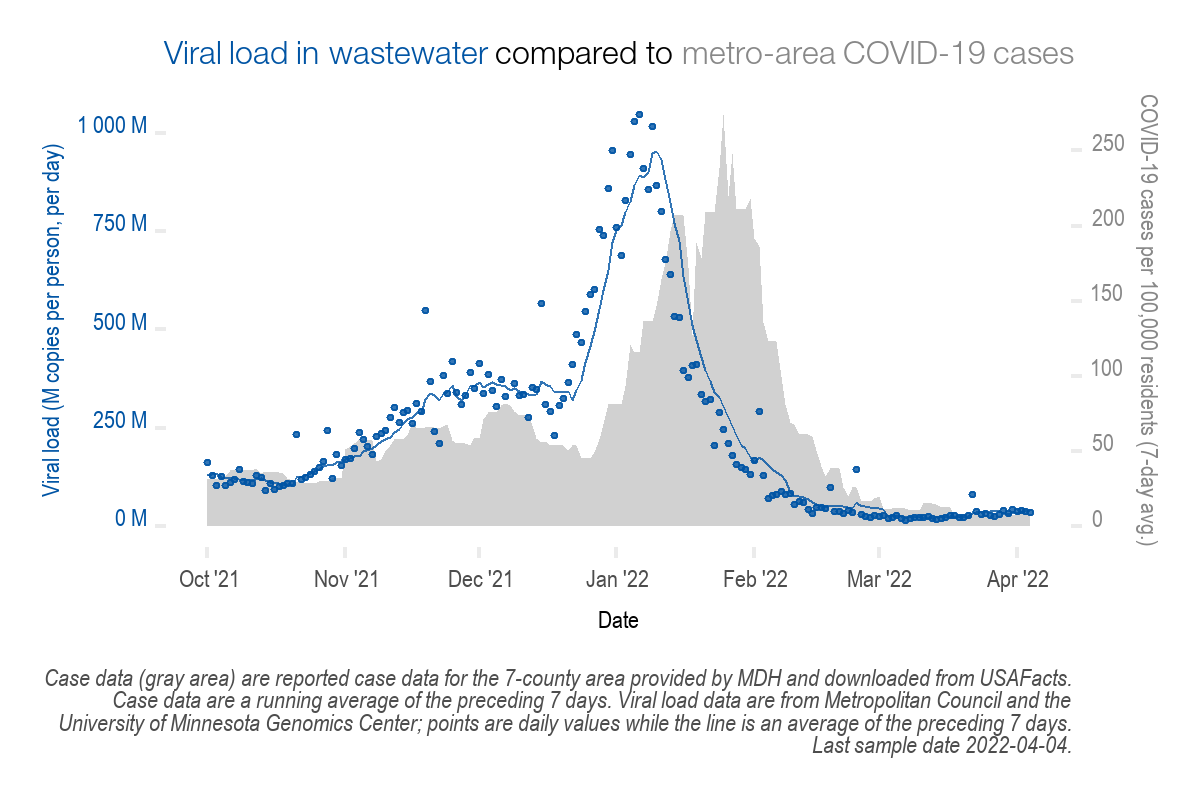 Viral load in wastewater compared to metro-area COVID-19 cases
Viral load (M copies per person, per day)
1 000 M
750 M
500 M
250 M
0 M
COVID-19 cases per 100,000 residents (7-day avg.)
250
200
150
100
50
0
Oct '21 Nov '21 Dec '21 Jan '22 Feb '22 Mar '22 Apr '22
Date
Case data (gray area) are reported case data for the 7-county area provided by MDH and downloaded from USAFacts.
Case data are a running average of the preceding 7 days. Viral load data are from Metropolitan Council and the
University of Minnesota Genomics Center; points are daily values while the line is an average of the preceding 7 days.
Last sample date 2022-04-04.